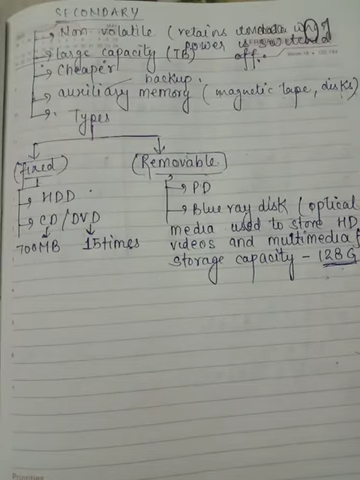 SECONDARY
Non volatile (retains data w
power is switched
off.
large capacity (TB)
Cheaper
backup.
auxiliary memory (magnetic tape, disks)
Types
(fixed)
(Removable)
HDD
CD/DVD
700MB 15times
PD
Blue ray disk (optical
media used to store HD
videos and multimedia
storage capacity - 128G